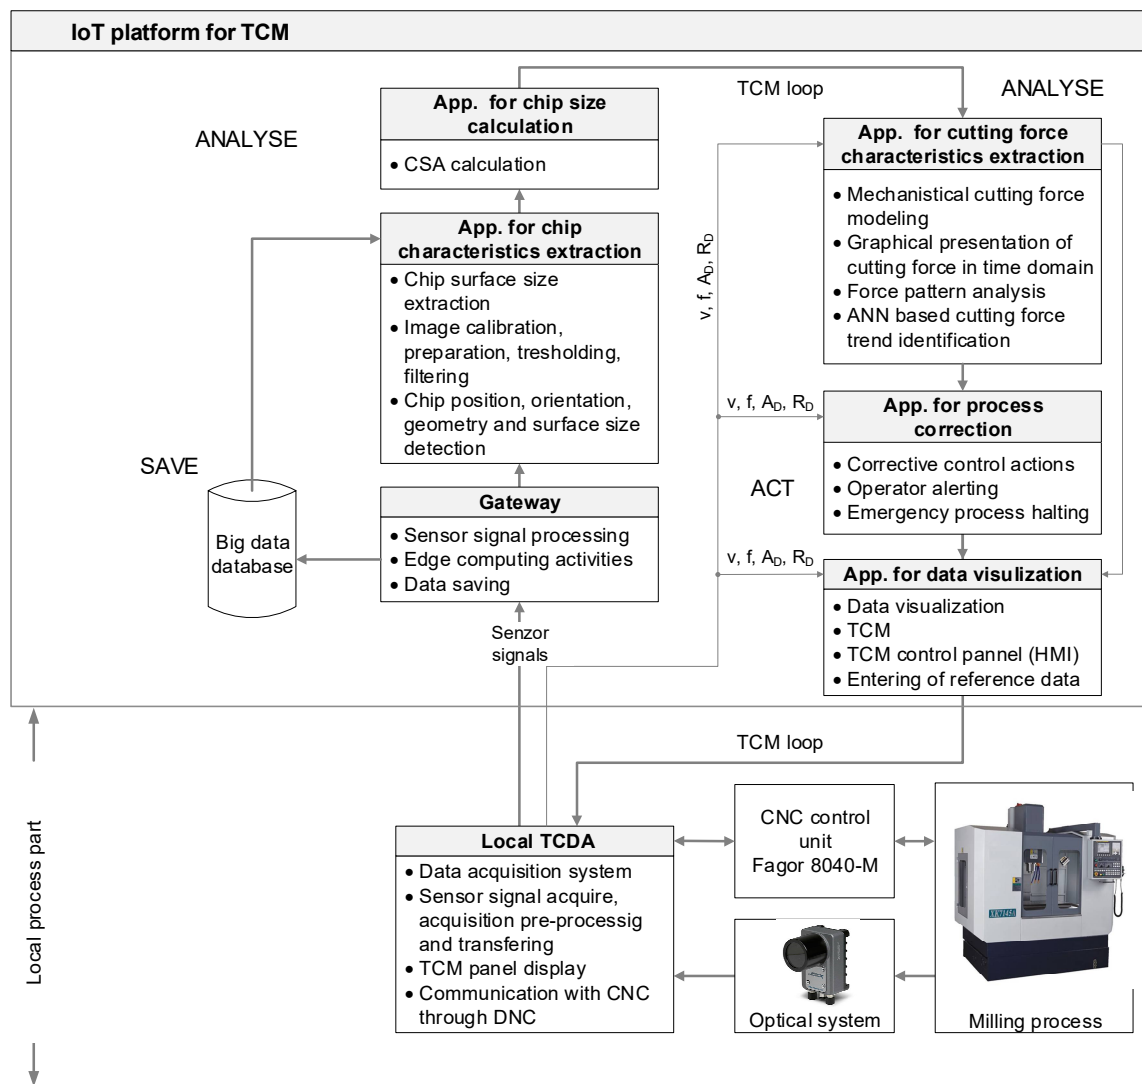 IoT platform for TCM
TCM loop
ANALYSE
ANALYSE
App. for chip size
calculation
• CSA calculation
App. for chip
characteristics extraction
• Chip surface size
extraction
• Image calibration,
preparation, tresholding,
filtering
• Chip position, orientation,
geometry and surface size
detection
SAVE
Big data
database
Gateway
• Sensor signal processing
• Edge computing activities
• Data saving
Senzor
signals
App. for cutting force
characteristics extraction
• Mechanistical cutting force
modeling
• Graphical presentation of
cutting force in time domain
• Force pattern analysis
• ANN based cutting force
trend identification
v, f, A_D, R_D
v, f, A_D, R_D
App. for process
correction
• Corrective control actions
• Operator alerting
• Emergency process halting
ACT
v, f, A_D, R_D
App. for data visulization
• Data visualization
• TCM
• TCM control pannel (HMI)
• Entering of reference data
TCM loop
Local process part
Local TCDA
• Data acquisition system
• Sensor signal acquire,
acquisition pre-processig
and transfering
• TCM panel display
• Communication with CNC
through DNC
CNC control
unit
Fagor 8040-M
Optical system
XK7145A
Milling process